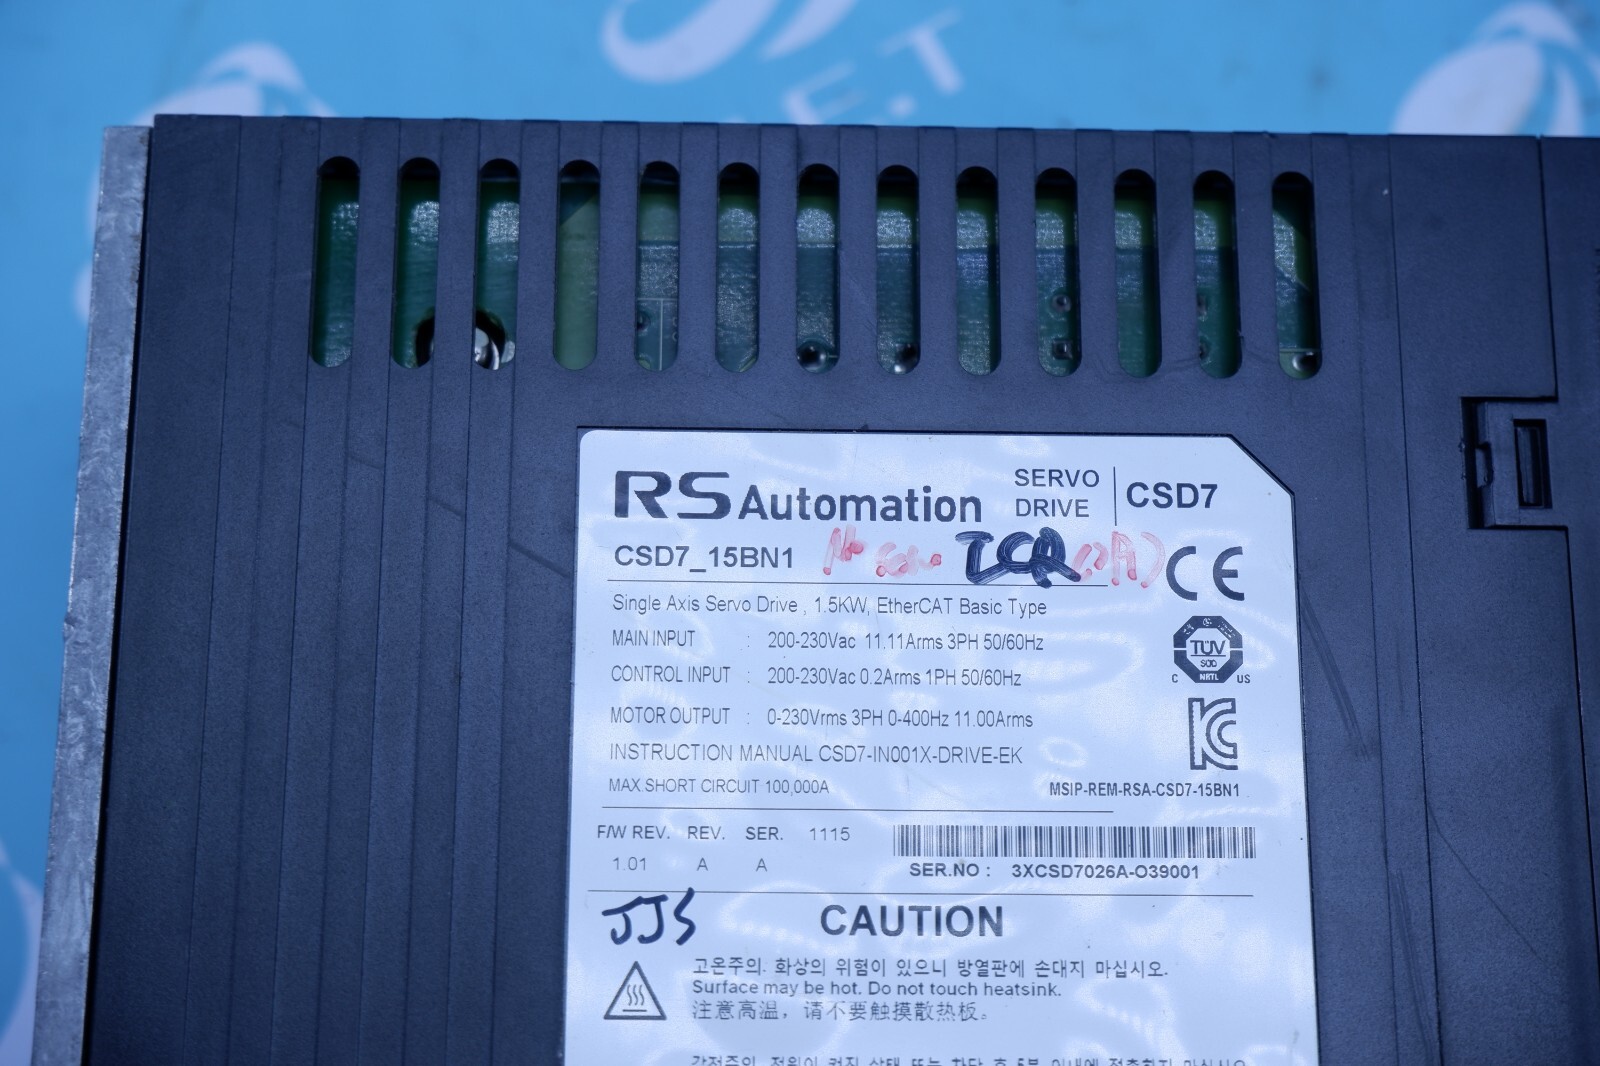 E.T
RS Automation SERVO DRIVE CSD7
CSD7_15BN1
CE
Single Axis Servo Drive , 1.5KW, EtherCAT Basic Type
MAIN INPUT : 200-230Vac 11.11Arms 3PH 50/60Hz
TÜV
SÜD
C NRTL US
CONTROL INPUT : 200-230Vac 0.2Arms 1PH 50/60Hz
MOTOR OUTPUT : 0-230Vrms 3PH 0-400Hz 11.00Arms
INSTRUCTION MANUAL CSD7-IN001X-DRIVE-EK
MAX.SHORT CIRCUIT 100,000A
MSIP-REM-RSA-CSD7-15BN1
F/W REV. REV. SER. 1115
1.01 A A
SER.NO : 3XCSD7026A-O39001
JJS
CAUTION
고온주의. 화상의 위험이 있으니 방열판에 손대지 마십시오.
Surface may be hot. Do not touch heatsink.
注意高温，请不要触摸散热板。